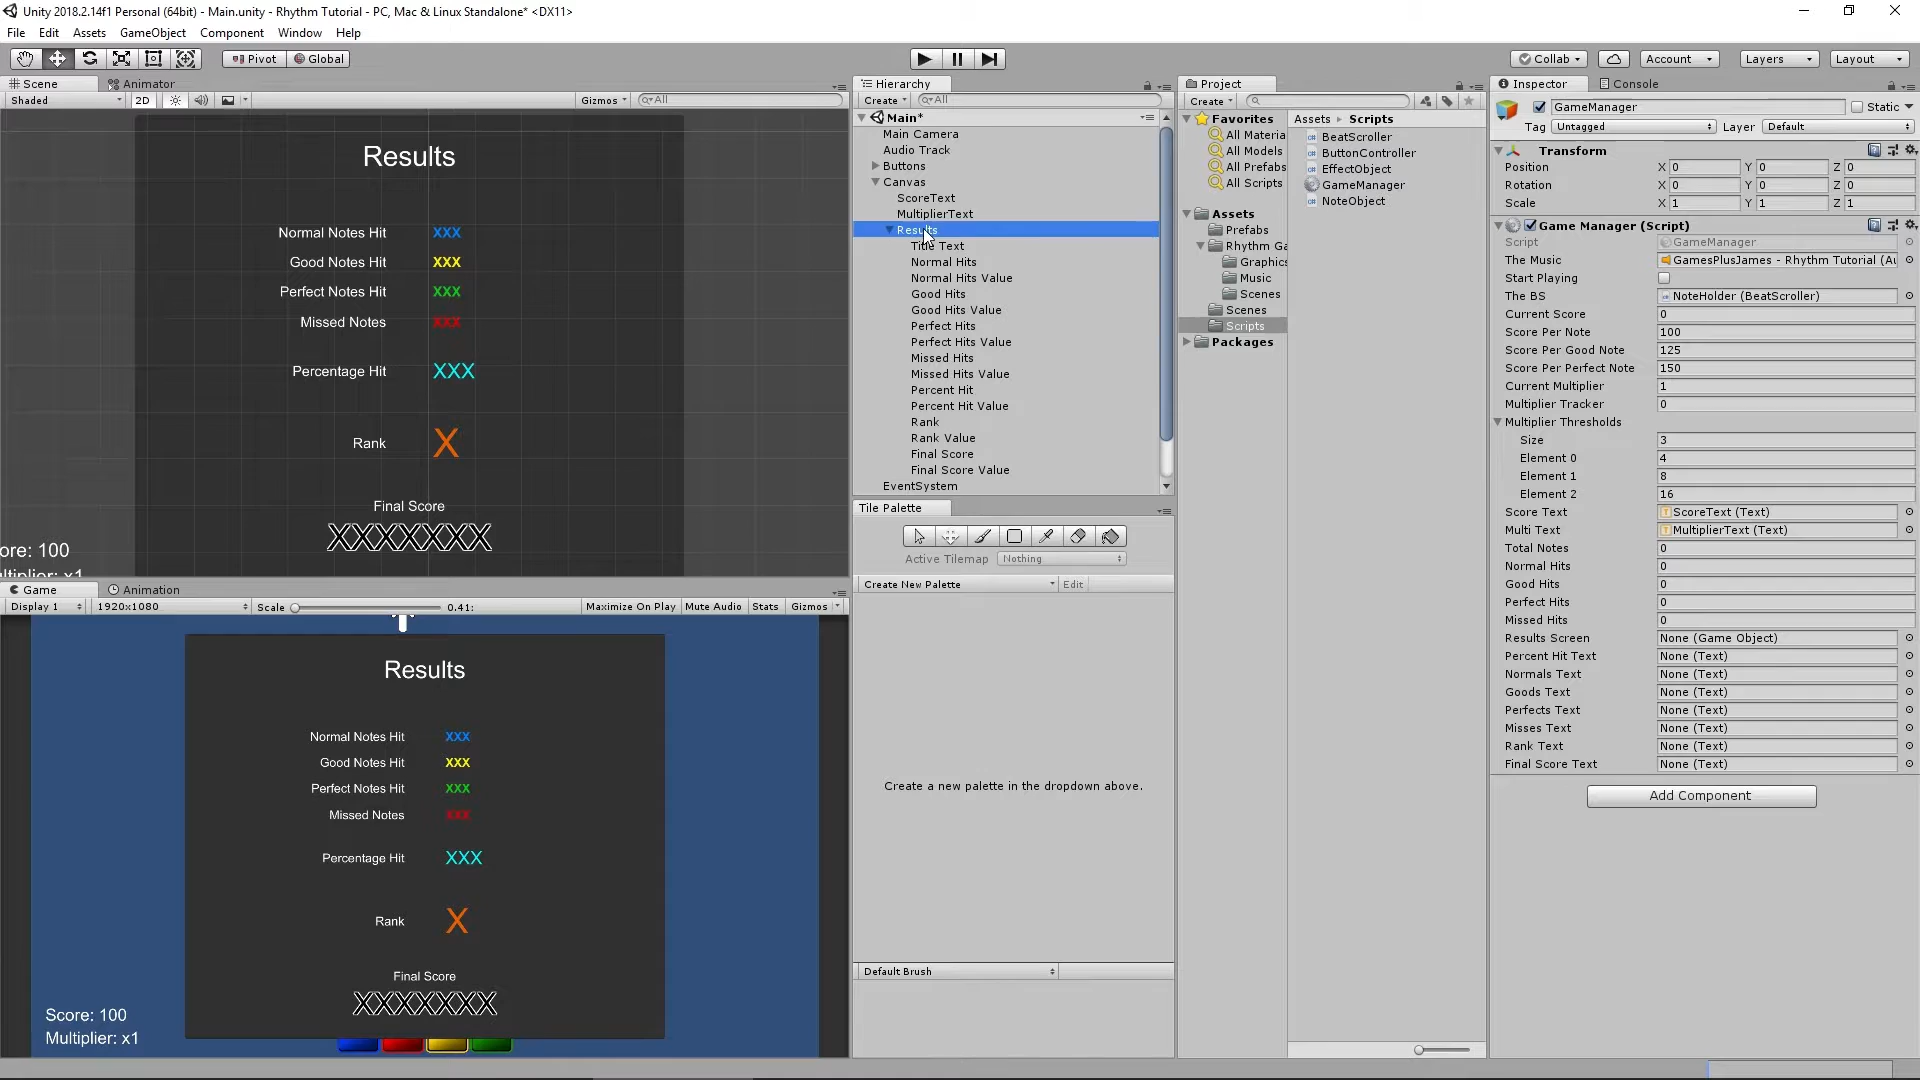 Unity 2018.2.14f1 Personal (64bit) - Main.unity - Rhythm Tutorial - PC, Mac & Linux Standalone* <DX11>
File Edit Assets GameObject Component Window Help
Pivot Global
Collab Account Layers Layout
Scene Animator
Shaded 2D Gizmos All
Results
Normal Notes Hit XXX
Good Notes Hit XXX
Perfect Notes Hit XXX
Missed Notes XXX
Percentage Hit XXX
Rank X
Final Score
XXXXXXX
ore: 100
ltiplier: x1
Game Animation
Display 1 1920x1080 Scale 0.41: Maximize On Play Mute Audio Stats Gizmos
Results
Normal Notes Hit XXX
Good Notes Hit XXX
Perfect Notes Hit XXX
Missed Notes XXX
Percentage Hit XXX
Rank X
Final Score
XXXXXXX
Score: 100
Multiplier: x1
Hierarchy
Create All
Main*
Main Camera
Audio Track
Buttons
Canvas
ScoreText
MultiplierText
Results
Title Text
Normal Hits
Normal Hits Value
Good Hits
Good Hits Value
Perfect Hits
Perfect Hits Value
Missed Hits
Missed Hits Value
Percent Hit
Percent Hit Value
Rank
Rank Value
Final Score
Final Score Value
EventSystem
Tile Palette
Active Tilemap Nothing
Create New Palette Edit
Create a new palette in the dropdown above.
Default Brush
Project
Create
Favorites
All Materia
All Models
All Prefabs
All Scripts
Assets
Prefabs
Rhythm Ga
Graphics
Music
Scenes
Scenes
Scripts
Packages
Assets Scripts
BeatScroller
ButtonController
EffectObject
GameManager
NoteObject
Inspector Console
GameManager Static
Tag Untagged Layer Default
Transform
Position X 0 Y 0 Z 0
Rotation X 0 Y 0 Z 0
Scale X 1 Y 1 Z 1
Game Manager (Script)
Script GameManager
The Music GamesPlusJames - Rhythm Tutorial (Au
Start Playing
The BS NoteHolder (BeatScroller)
Current Score 0
Score Per Note 100
Score Per Good Note 125
Score Per Perfect Note 150
Current Multiplier 1
Multiplier Tracker 0
Multiplier Thresholds
Size 3
Element 0 4
Element 1 8
Element 2 16
Score Text ScoreText (Text)
Multi Text MultiplierText (Text)
Total Notes 0
Normal Hits 0
Good Hits 0
Perfect Hits 0
Missed Hits 0
Results Screen None (Game Object)
Percent Hit Text None (Text)
Normals Text None (Text)
Goods Text None (Text)
Perfects Text None (Text)
Misses Text None (Text)
Rank Text None (Text)
Final Score Text None (Text)
Add Component